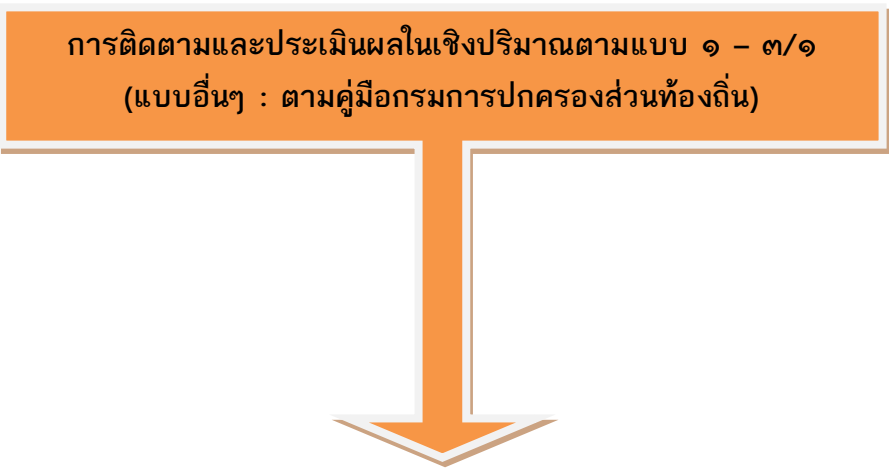 การติดตามและประเมินผลในเชิงปริมาณตามแบบ ๑ – ๓/๑
(แบบอื่นๆ : ตามคู่มือกรมการปกครองส่วนท้องถิ่น)